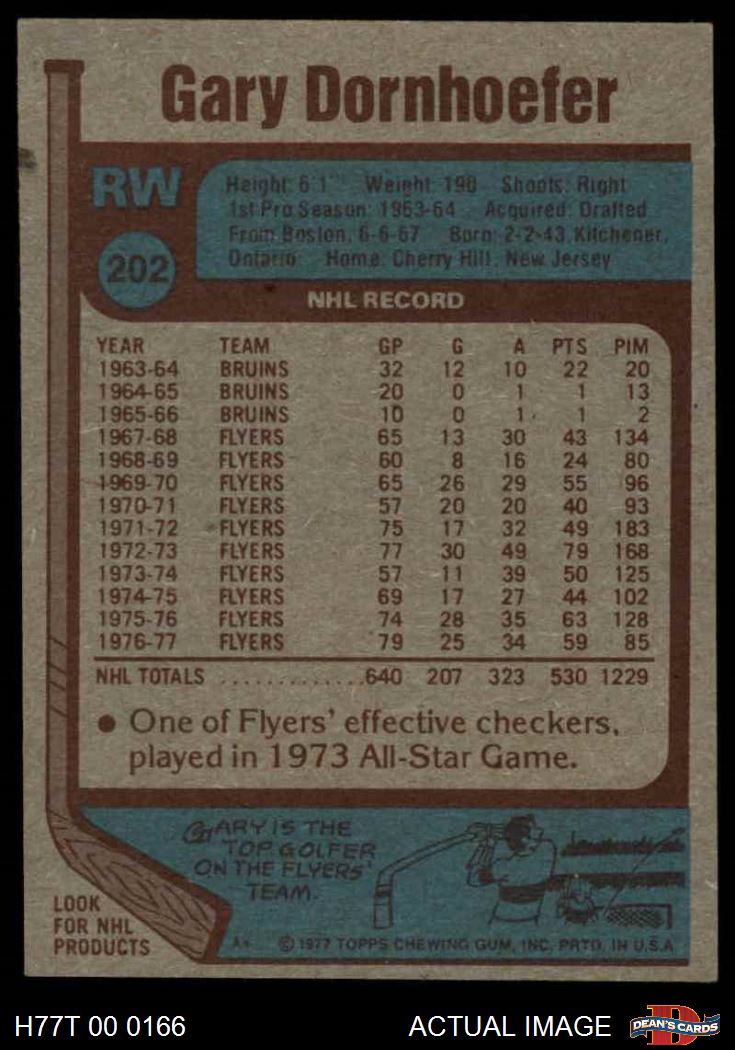 Gary Dornhoefer
RW
202
Height: 6'1" Weight: 190 Shoots: Right
1st Pro Season: 1963-64 Acquired: Drafted
From Boston, 6-6-67 Born: 2-2-43, Kitchener,
Ontario Home: Cherry Hill, New Jersey
NHL RECORD
YEAR TEAM GP G A PTS PIM
1963-64 BRUINS 32 12 10 22 20
1964-65 BRUINS 20 0 1 1 13
1965-66 BRUINS 10 0 1 1 2
1967-68 FLYERS 65 13 30 43 134
1968-69 FLYERS 60 8 16 24 80
1969-70 FLYERS 65 26 29 55 96
1970-71 FLYERS 57 20 20 40 93
1971-72 FLYERS 75 17 32 49 183
1972-73 FLYERS 77 30 49 79 168
1973-74 FLYERS 57 11 39 50 125
1974-75 FLYERS 69 17 27 44 102
1975-76 FLYERS 74 28 35 63 128
1976-77 FLYERS 79 25 34 59 85
NHL TOTALS .............640 207 323 530 1229
● One of Flyers' effective checkers,
played in 1973 All-Star Game.
GARY IS THE
TOP GOLFER
ON THE FLYERS'
TEAM.
LOOK
FOR NHL
PRODUCTS
A* © 1977 TOPPS CHEWING GUM, INC. PRTD. IN U.S.A
H77T 00 0166
ACTUAL IMAGE
DEAN'S CARDS